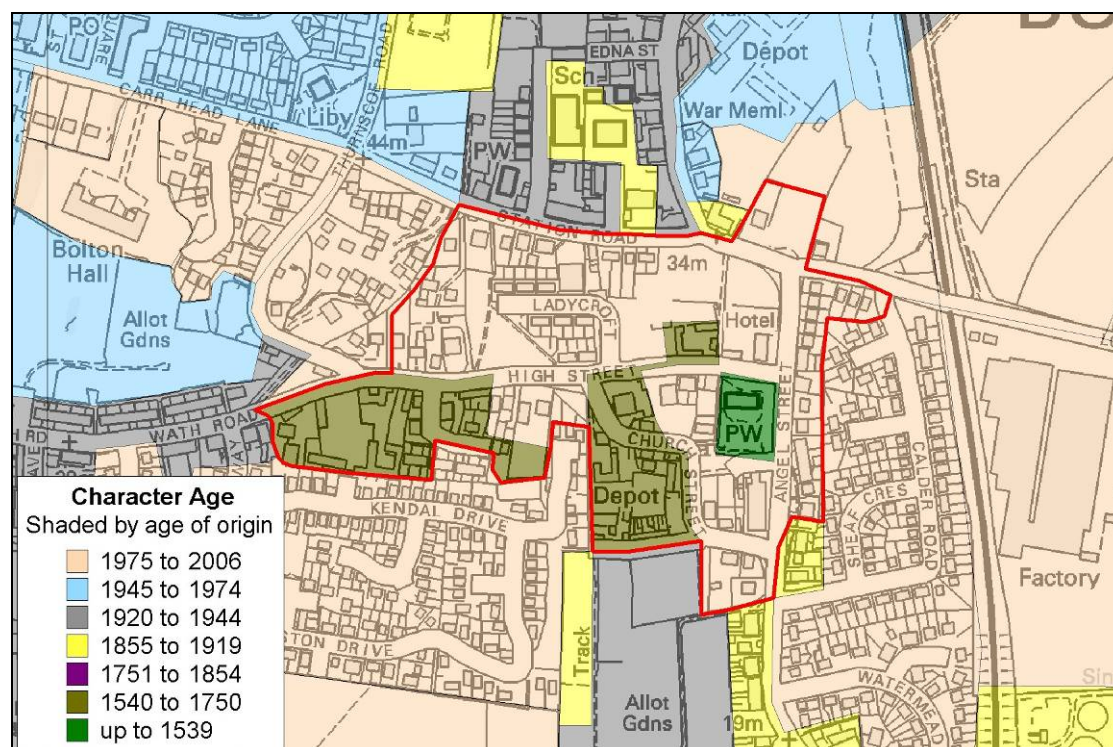 PO
SQUARE
ST
EDNA ST
Dépot
Sch
War Meml
CARR HEAD LANE
THURNSCOE ROAD
Liby
44m
PW
Sta
STATION ROAD
Bolton
Hall
34m
LADYCROFT
Hotel
Allot
Gdns
HIGH STREET
WATH ROAD
PW
CHURCH STREET
ANGEL STREET
Depot
KENDAL DRIVE
SHEAF CRES
CALDER ROAD
Factory
STON DRIVE
Track
Allot
Gdns
19m
WATERMEAD
Sin
Character Age
Shaded by age of origin
1975 to 2006
1945 to 1974
1920 to 1944
1855 to 1919
1751 to 1854
1540 to 1750
up to 1539